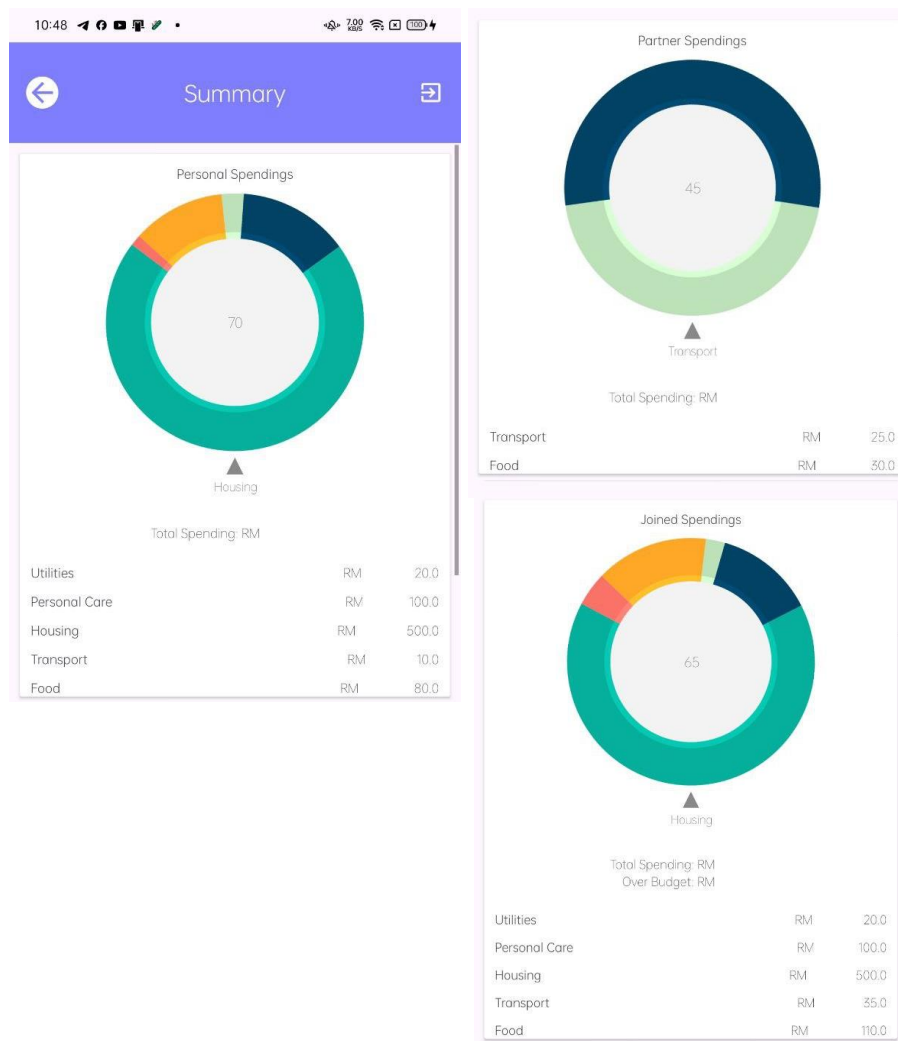 10:48
7.00 KB/S
100
Summary
Personal Spendings
70
Housing
Total Spending: RM
Utilities RM 20.0
Personal Care RM 100.0
Housing RM 500.0
Transport RM 10.0
Food RM 80.0
Partner Spendings
45
Transport
Total Spending: RM
Transport RM 25.0
Food RM 30.0
Joined Spendings
65
Housing
Total Spending: RM
Over Budget: RM
Utilities RM 20.0
Personal Care RM 100.0
Housing RM 500.0
Transport RM 35.0
Food RM 110.0